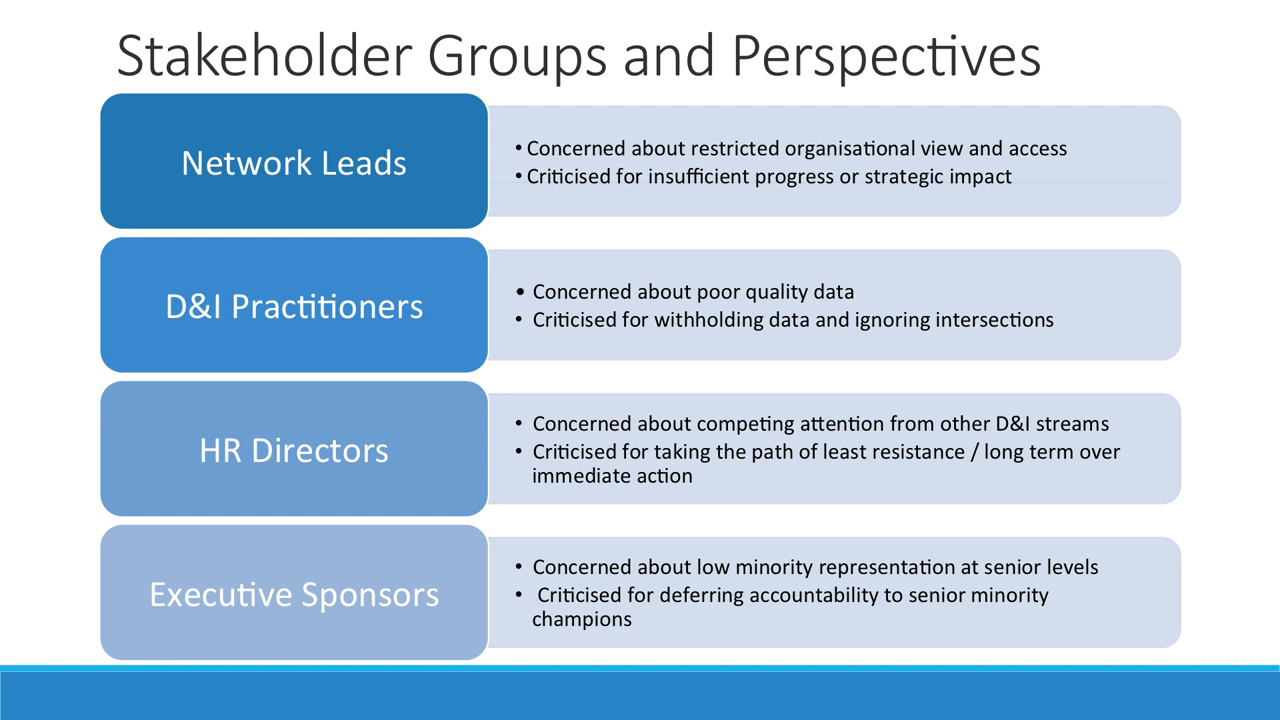 Stakeholder Groups and Perspectives
Network Leads
• Concerned about restricted organisational view and access
• Criticised for insufficient progress or strategic impact
D&I Practitioners
• Concerned about poor quality data
• Criticised for withholding data and ignoring intersections
HR Directors
• Concerned about competing attention from other D&I streams
• Criticised for taking the path of least resistance / long term over
immediate action
Executive Sponsors
• Concerned about low minority representation at senior levels
• Criticised for deferring accountability to senior minority
champions